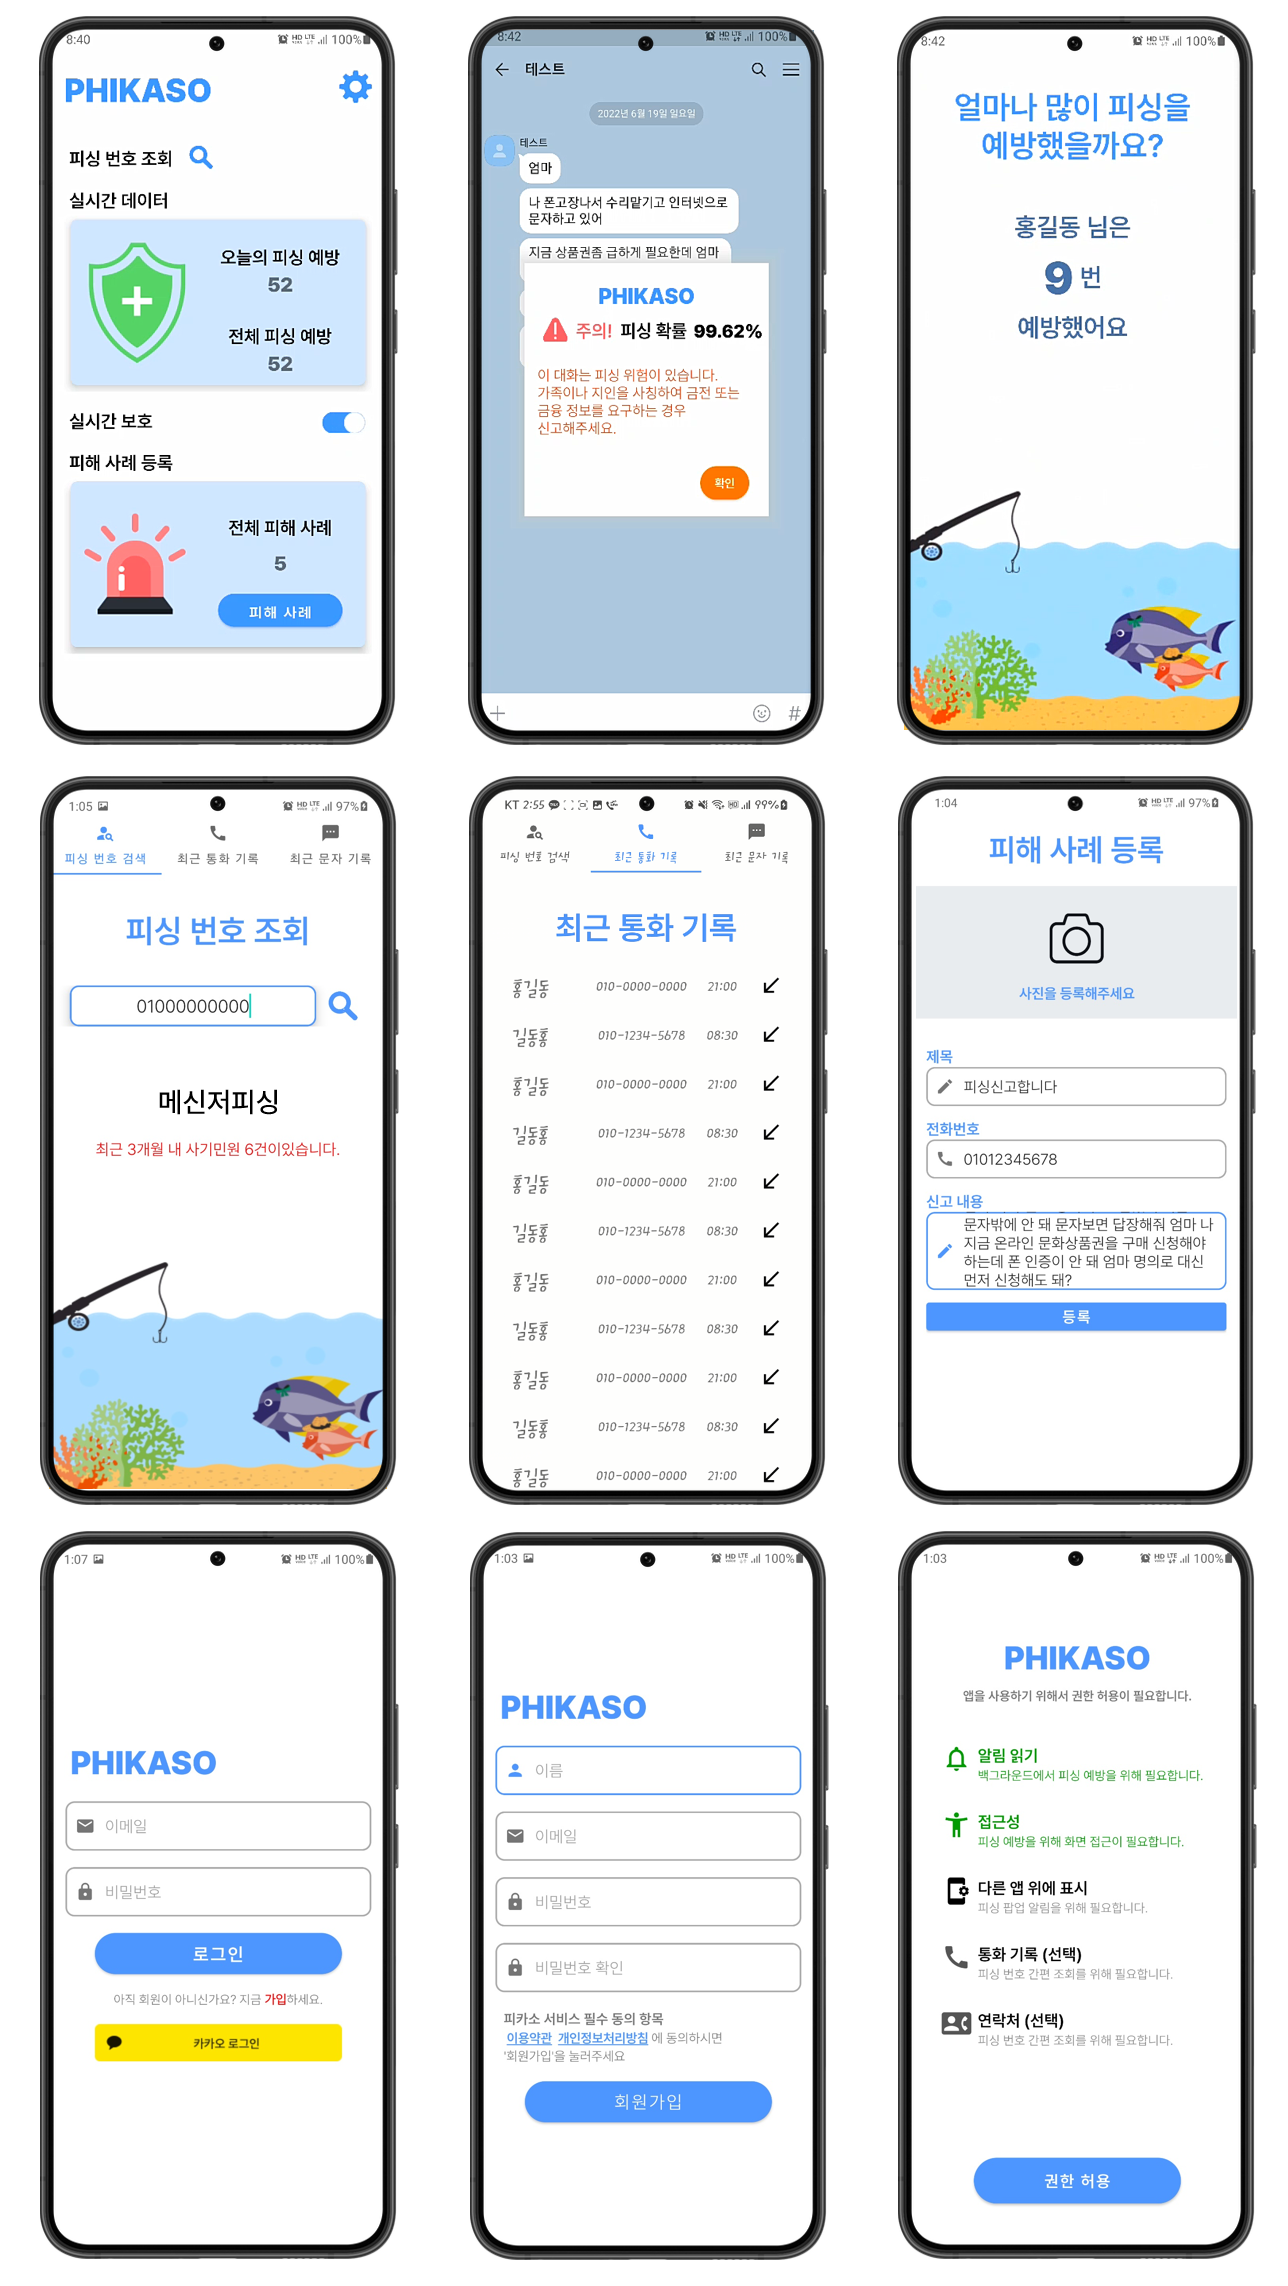 8:40
HD LTE 100%
PHIKASO
피싱 번호 조회
실시간 데이터
오늘의 피싱 예방
52
전체 피싱 예방
52
실시간 보호
피해 사례 등록
전체 피해 사례
5
피해 사례
8:42
HD LTE 100%
테스트
2022년 6월 19일 일요일
테스트
엄마
나 폰고장나서 수리맡기고 인터넷으로
문자하고 있어
지금 상품권좀 급하게 필요한데 엄마
PHIKASO
주의! 피싱 확률 99.62%
이 대화는 피싱 위험이 있습니다.
가족이나 지인을 사칭하여 금전 또는
금융 정보를 요구하는 경우
신고해주세요.
확인
#
8:42
HD LTE 100%
얼마나 많이 피싱을
예방했을까요?
홍길동 님은
9 번
예방했어요
1:05
HD LTE 97%
피싱 번호 검색 최근 통화 기록 최근 문자 기록
피싱 번호 조회
01000000000
메신저피싱
최근 3개월 내 사기민원 6건이있습니다.
KT 2:55
99%
피싱 번호 검색 최근 통화 기록 최근 문자 기록
최근 통화 기록
홍길동 010-0000-0000 21:00
길동홍 010-1234-5678 08:30
홍길동 010-0000-0000 21:00
길동홍 010-1234-5678 08:30
홍길동 010-0000-0000 21:00
길동홍 010-1234-5678 08:30
홍길동 010-0000-0000 21:00
길동홍 010-1234-5678 08:30
홍길동 010-0000-0000 21:00
길동홍 010-1234-5678 08:30
홍길동 010-0000-0000 21:00
1:04
HD LTE 97%
피해 사례 등록
사진을 등록해주세요
제목
피싱신고합니다
전화번호
01012345678
신고 내용
문자밖에 안 돼 문자보면 답장해줘 엄마 나
지금 온라인 문화상품권을 구매 신청해야
하는데 폰 인증이 안 돼 엄마 명의로 대신
먼저 신청해도 돼?
등록
1:07
HD LTE 100%
PHIKASO
이메일
비밀번호
로그인
아직 회원이 아니신가요? 지금 가입하세요.
카카오 로그인
1:03
HD LTE 100%
PHIKASO
이름
이메일
비밀번호
비밀번호 확인
피카소 서비스 필수 동의 항목
이용약관 개인정보처리방침 에 동의하시면
'회원가입'을 눌러주세요
회원가입
1:03
HD LTE 100%
PHIKASO
앱을 사용하기 위해서 권한 허용이 필요합니다.
알림 읽기
백그라운드에서 피싱 예방을 위해 필요합니다.
접근성
피싱 예방을 위해 화면 접근이 필요합니다.
다른 앱 위에 표시
피싱 팝업 알림을 위해 필요합니다.
통화 기록 (선택)
피싱 번호 간편 조회를 위해 필요합니다.
연락처 (선택)
피싱 번호 간편 조회를 위해 필요합니다.
권한 허용